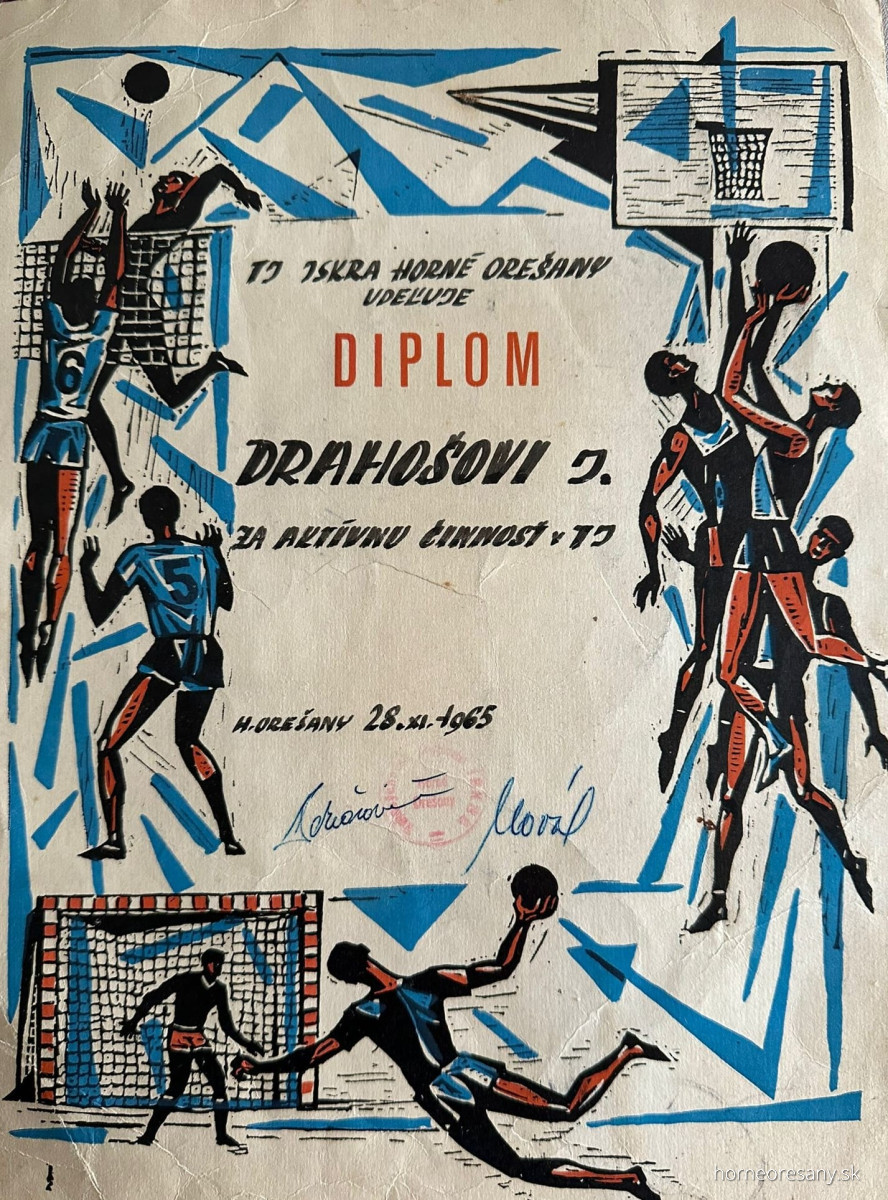 TJ ISKRA HORNÉ OREŠANY
UDEĽUJE
DIPLOM
DRAHOŠOVI J.
ZA AKTÍVNU ČINNOSŤ v TJ
H. OREŠANY 28.XI.1965
6
5
horneoresany.sk